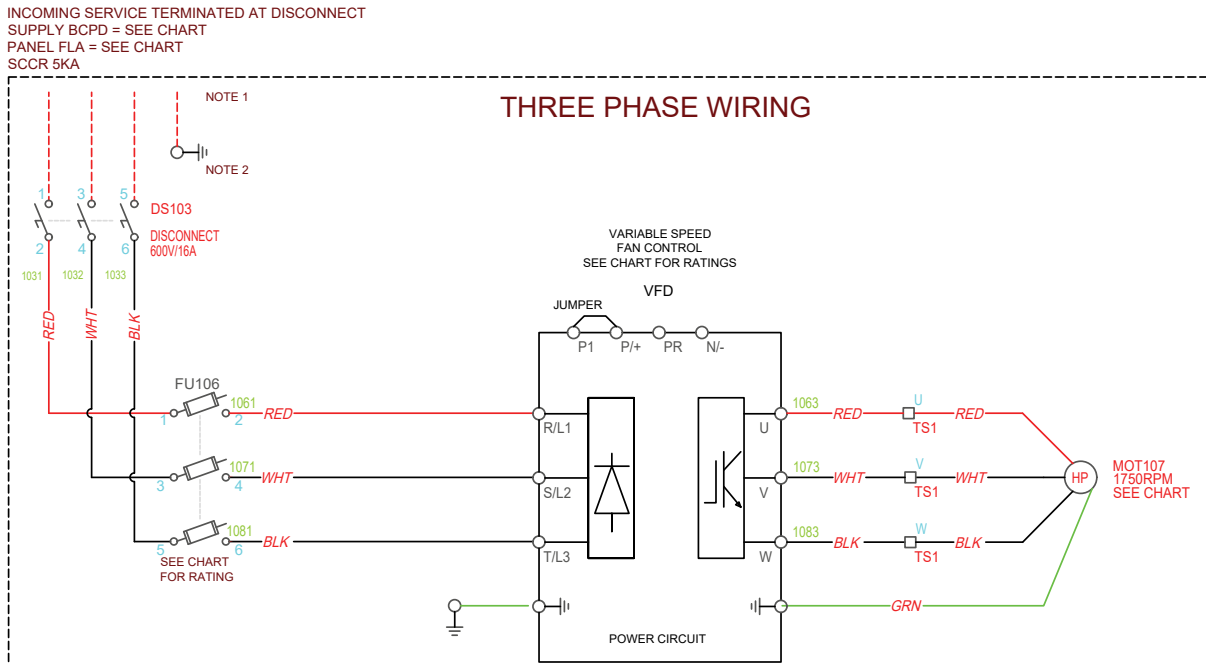 INCOMING SERVICE TERMINATED AT DISCONNECT
SUPPLY BCPD = SEE CHART
PANEL FLA = SEE CHART
SCCR 5KA
THREE PHASE WIRING
NOTE 1
NOTE 2
1
3
5
DS103
DISCONNECT
600V/16A
2
4
6
1031
1032
1033
RED
WHT
BLK
VARIABLE SPEED
FAN CONTROL
SEE CHART FOR RATINGS
VFD
JUMPER
P1
P/+
PR
N/-
FU106
1
1061
2
RED
R/L1
U
1063
RED
U
TS1
RED
3
1071
4
WHT
S/L2
V
1073
WHT
V
TS1
WHT
HP
MOT107
1750RPM
SEE CHART
5
1081
6
BLK
T/L3
W
1083
BLK
W
TS1
BLK
SEE CHART
FOR RATING
GRN
POWER CIRCUIT